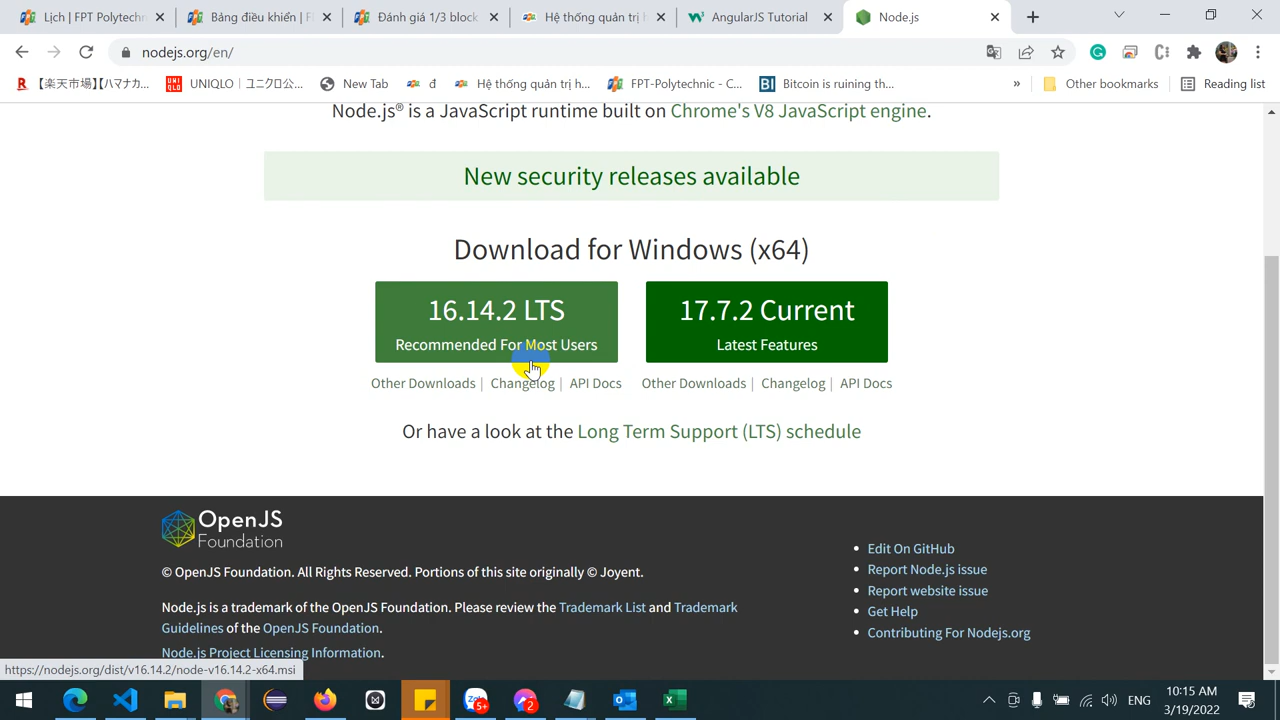 Lịch | FPT Polytechn
Bảng điều khiển | F
Đánh giá 1/3 block
Hệ thống quản trị h
AngularJS Tutorial
Node.js
nodejs.org/en/
【楽天市場】【ハマナカ...
UNIQLO｜ユニクロ公...
New Tab
đ
Hệ thống quản trị h...
FPT-Polytechnic - C...
BI
Bitcoin is ruining th...
»
Other bookmarks
Reading list
Node.js® is a JavaScript runtime built on Chrome's V8 JavaScript engine.
New security releases available
Download for Windows (x64)
16.14.2 LTS
Recommended For Most Users
17.7.2 Current
Latest Features
Other Downloads | Changelog | API Docs
Other Downloads | Changelog | API Docs
Or have a look at the Long Term Support (LTS) schedule
OpenJS
Foundation
© OpenJS Foundation. All Rights Reserved. Portions of this site originally © Joyent.
Node.js is a trademark of the OpenJS Foundation. Please review the Trademark List and Trademark
Guidelines of the OpenJS Foundation.
Node.js Project Licensing Information.
Edit On GitHub
Report Node.js issue
Report website issue
Get Help
Contributing For Nodejs.org
https://nodejs.org/dist/v16.14.2/node-v16.14.2-x64.msi
5+
2
ENG
10:15 AM
3/19/2022